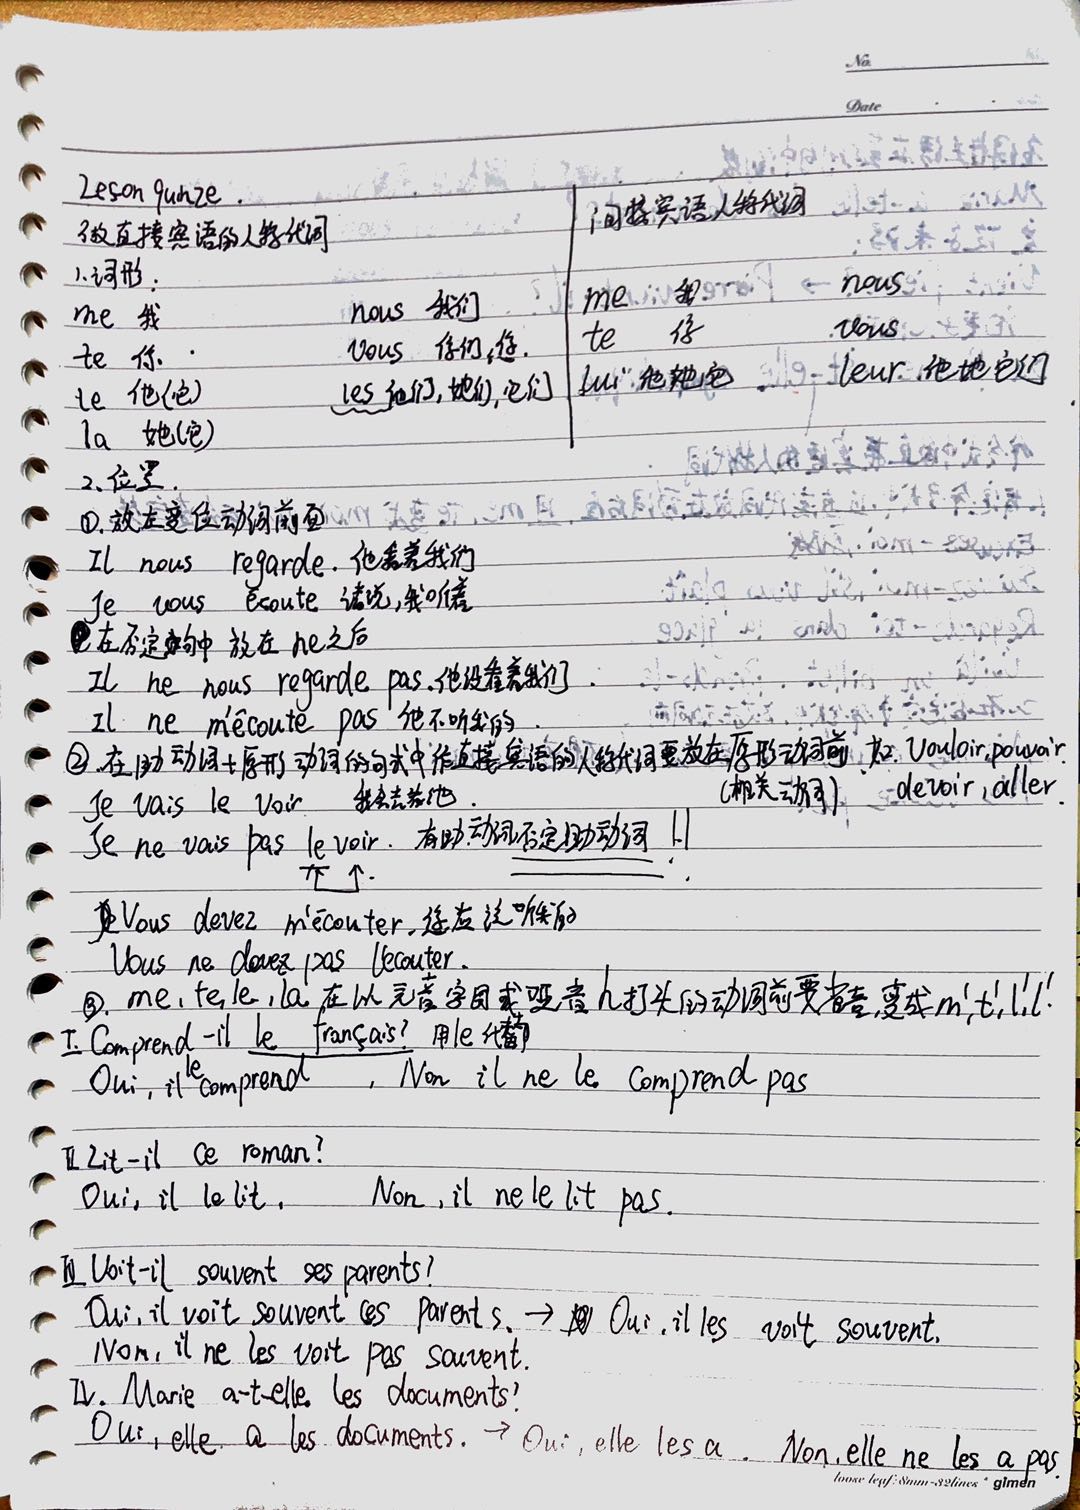 No.
Date
Leson quinze.
做直接宾语的人称代词
间接宾语人称代词
1.词形:
me 我 nous 我们
me 我 nous
te 你. vous 你们,您.
te 你 vous
le 他(它) les 他们,她们,它们
lui 他她它 leur 他她它们
la 她(它)
2.位置.
①.放在变位动词前面
Il nous regarde. 他看着我们
Je vous écoute 请说,我听着
在否定句中 放在ne之后
Il ne nous regarde pas.他没看着我们.
Il ne m'écoute pas 他不听我的.
②.在助动词+原形动词的句式中作直接宾语的人称代词要放在原形动词前 如. vouloir,pouvoir,
(相关动词) devoir,aller.
Je vais le voir 我去看他.
Je ne vais pas le voir. 有助动词否定助动词!!
Vous devez m'écouter.您应该听我的
Vous ne devez pas l'écouter.
③. me,te,le,la 在以元音字母或哑音h打头的动词前要省音,变成m',t',l',l'.
I. Comprend-il le français? 用le代替
Oui, il le comprend, Non il ne le comprend pas
II Lit-il ce roman?
Oui, il le lit. Non, il ne le lit pas.
III Voit-il souvent ses parents?
Oui, il voit souvent ces parents. → Oui, il les voit souvent.
Non, il ne les voit pas souvent.
IV. Marie a-t-elle les documents?
Oui, elle a les documents. → Oui, elle les a. Non, elle ne les a pas.
loose leaf: 8mm-32lines * gimen